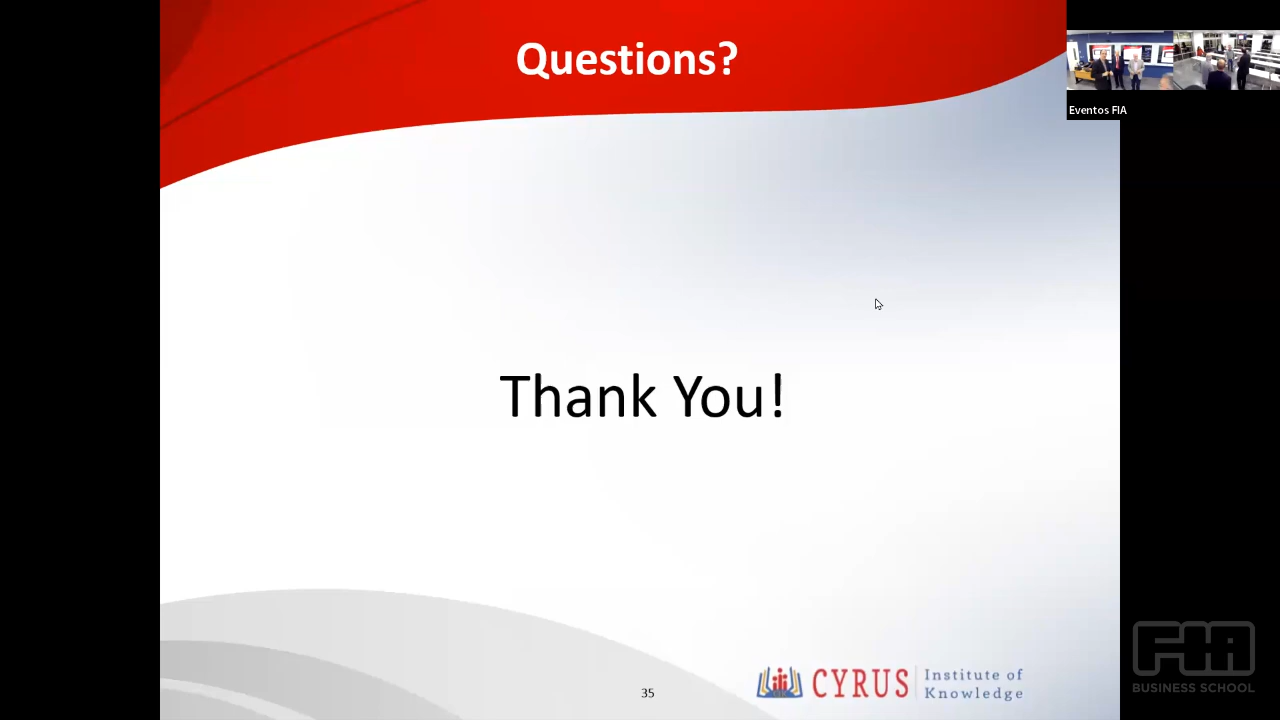 Questions?
Eventos FIA
Thank You!
35
CYRUS
Institute of
Knowledge
FIA
BUSINESS SCHOOL